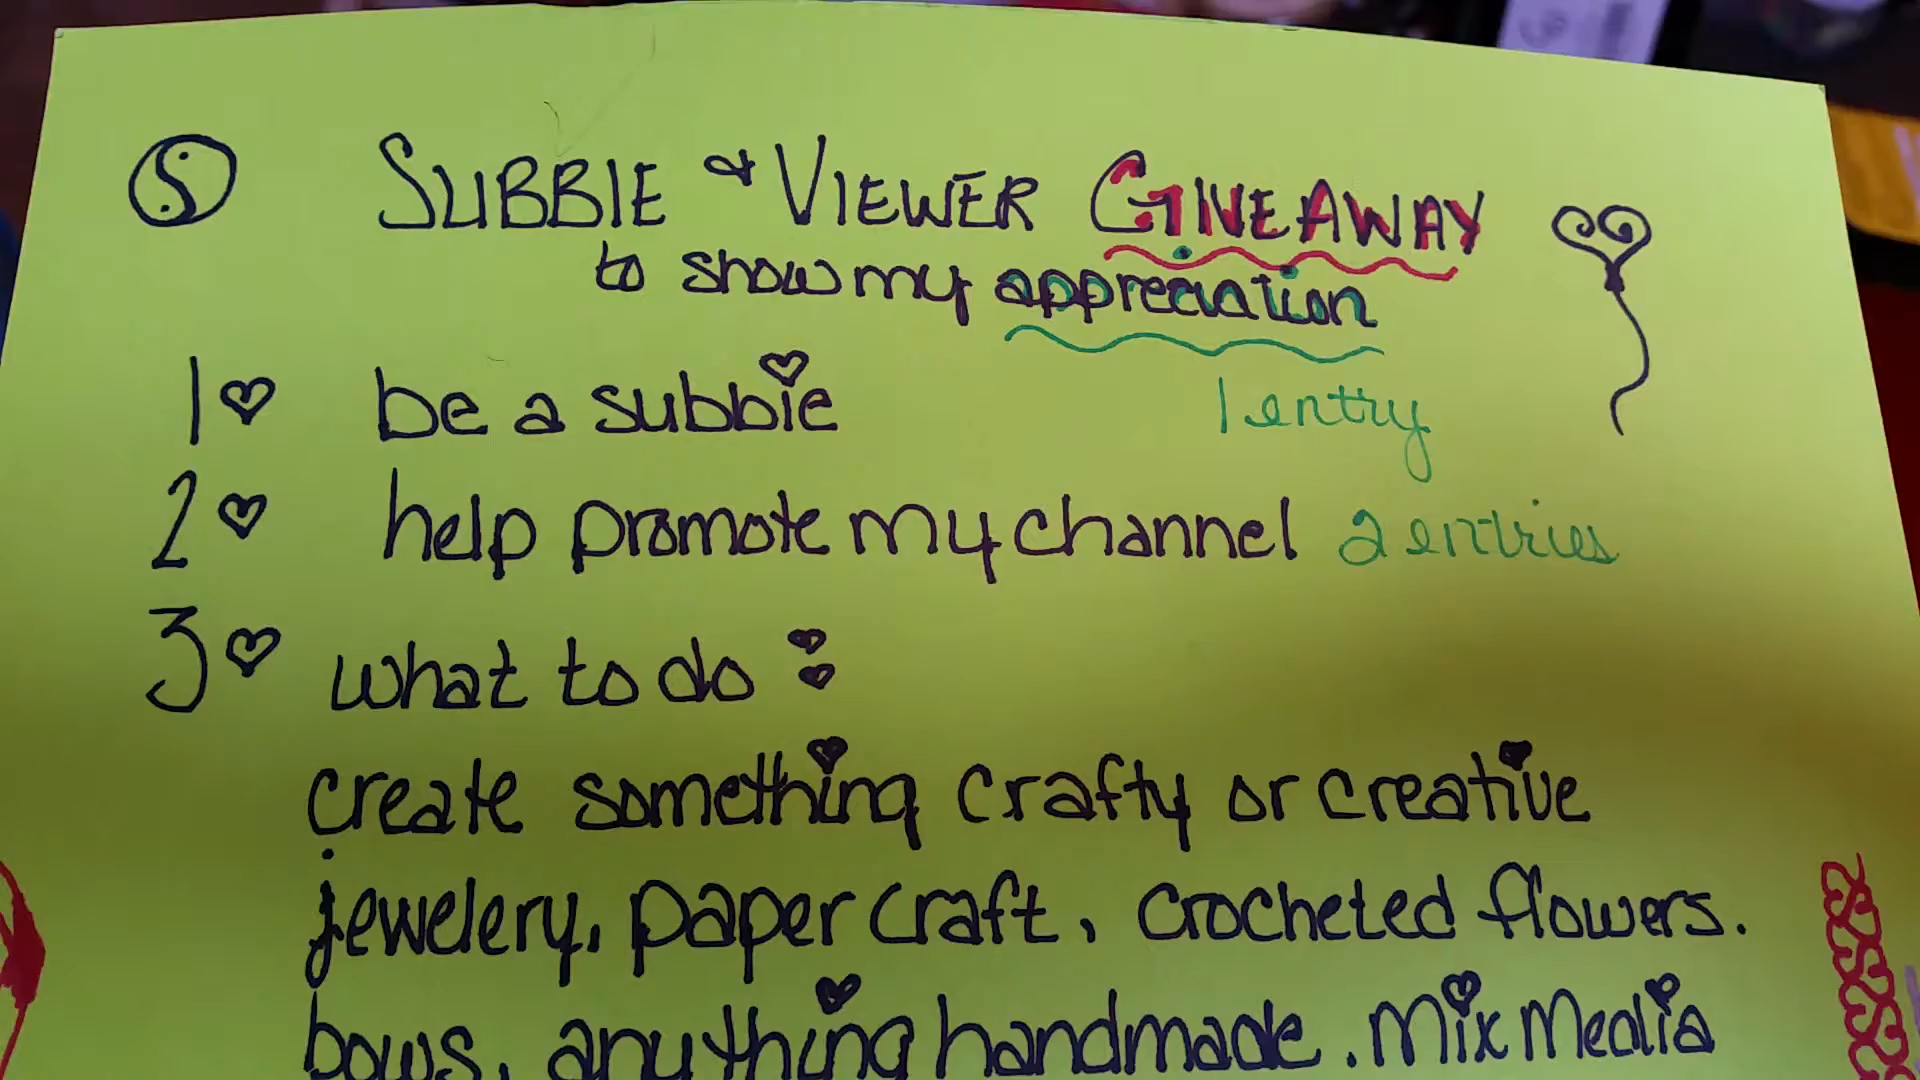 SUBBIE & VIEWER GIVEAWAY
to show my appreciation
1 be a subbie 1 entry
2 help promote my channel 2 entries
3 what to do :
create something crafty or creative
jewelery, paper craft, crocheted flowers.
bows, anything handmade. Mix Media